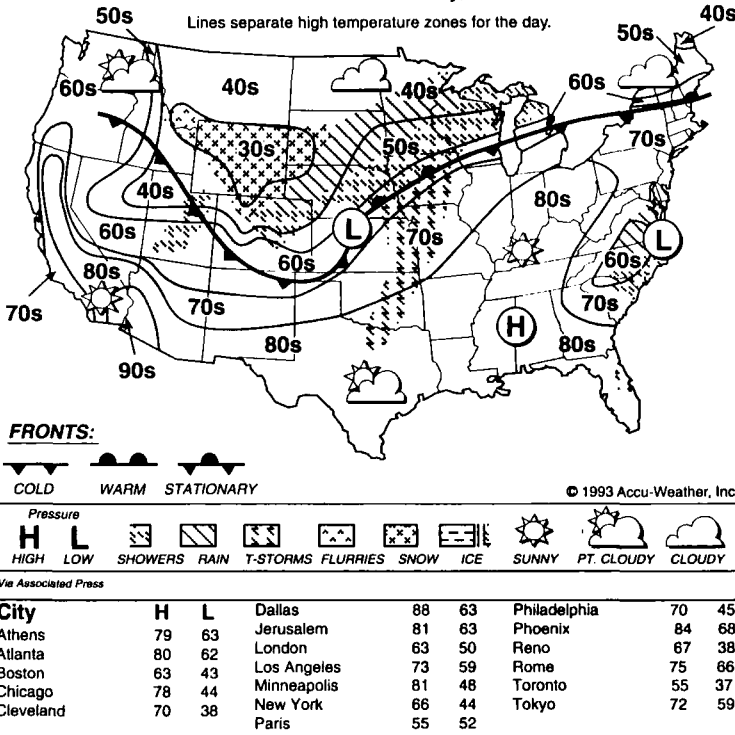 Lines separate high temperature zones for the day.
50s
40s
50s
60s
40s
40s
60s
30s
50s
70s
40s
80s
60s
70s
60s
60s
80s
70s
70s
70s
80s
80s
90s
L
L
H
FRONTS:
COLD WARM STATIONARY
© 1993 Accu-Weather, Inc
Pressure
H L
HIGH LOW SHOWERS RAIN T-STORMS FLURRIES SNOW ICE SUNNY PT. CLOUDY CLOUDY
Via Associated Press
City H L
Athens 79 63
Atlanta 80 62
Boston 63 43
Chicago 78 44
Cleveland 70 38
Dallas 88 63
Jerusalem 81 63
London 63 50
Los Angeles 73 59
Minneapolis 81 48
New York 66 44
Paris 55 52
Philadelphia 70 45
Phoenix 84 68
Reno 67 38
Rome 75 66
Toronto 55 37
Tokyo 72 59